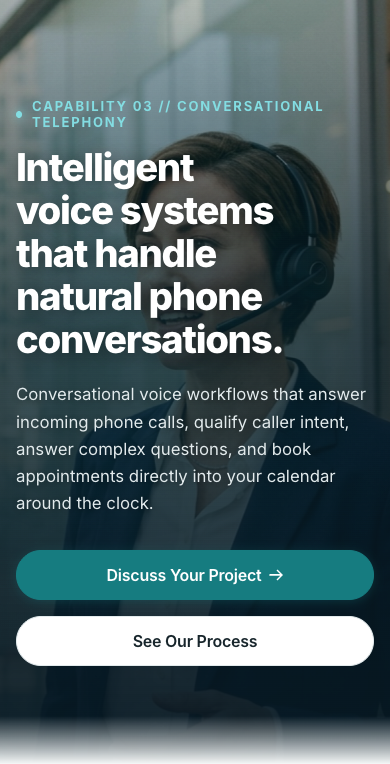 CAPABILITY 03 // CONVERSATIONAL
TELEPHONY
Intelligent
voice systems
that handle
natural phone
conversations.
Conversational voice workflows that answer
incoming phone calls, qualify caller intent,
answer complex questions, and book
appointments directly into your calendar
around the clock.
Discuss Your Project →
See Our Process